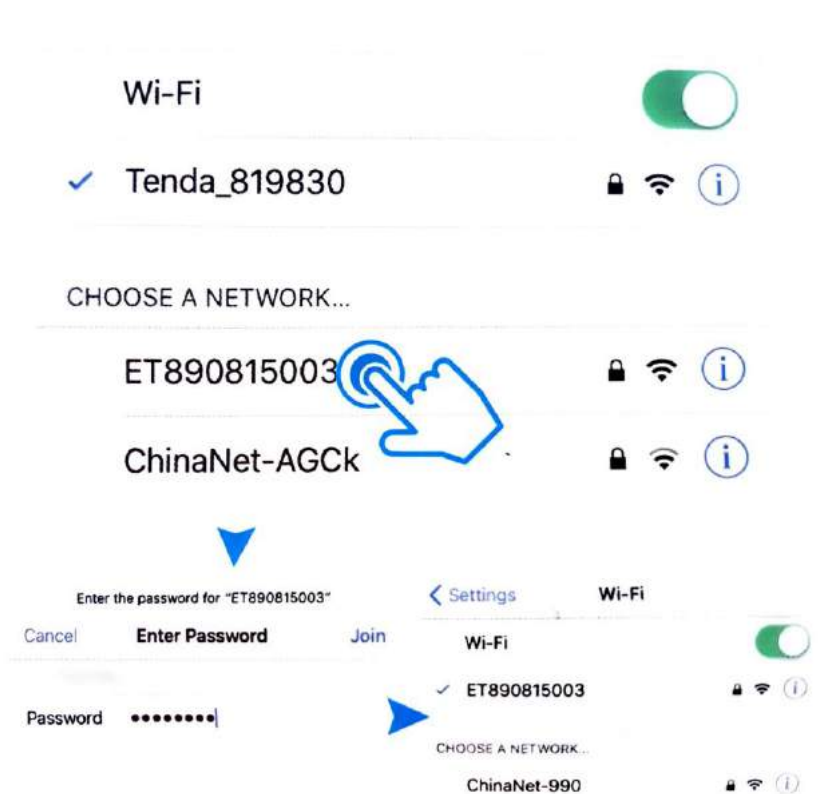 Wi-Fi
Tenda_819830
CHOOSE A NETWORK...
ET890815003
ChinaNet-AGCk
Enter the password for "ET890815003"
Cancel Enter Password Join
Password ••••••••
Settings Wi-Fi
Wi-Fi
ET890815003
CHOOSE A NETWORK...
ChinaNet-990